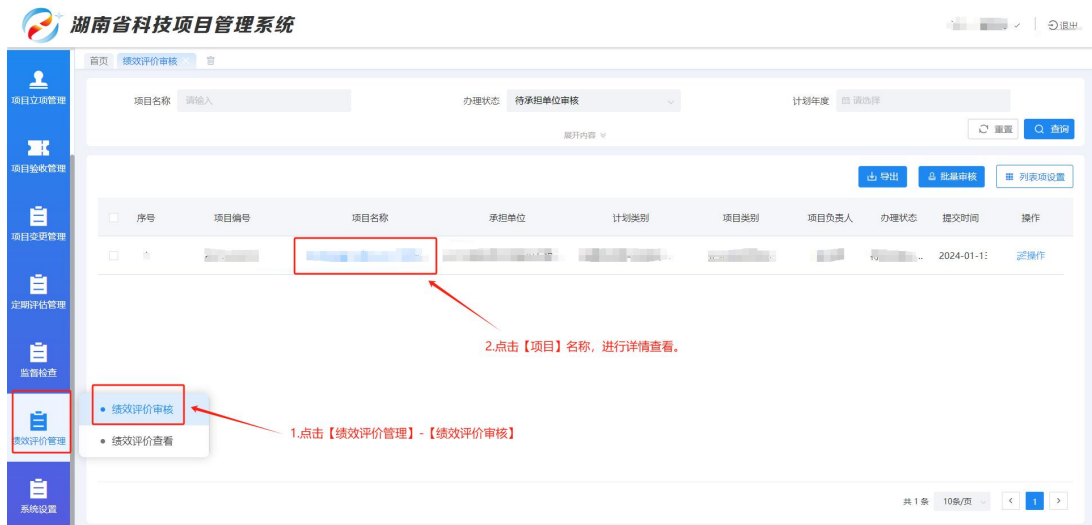 湖南省科技项目管理系统
退出
首页 绩效评价审核
项目立项管理
项目验收管理
项目变更管理
定期评估管理
监督检查
绩效评价管理
系统设置
项目名称 请输入 办理状态 待承担单位审核 计划年度 请选择
展开内容
重置 查询
导出 批量审核 列表项设置
序号 项目编号 项目名称 承担单位 计划类别 项目类别 项目负责人 办理状态 提交时间 操作
2024-01-1 操作
2.点击【项目】名称，进行详情查看。
绩效评价审核
绩效评价查看
1.点击【绩效评价管理】-【绩效评价审核】
共 1 条 10条/页 < 1 >